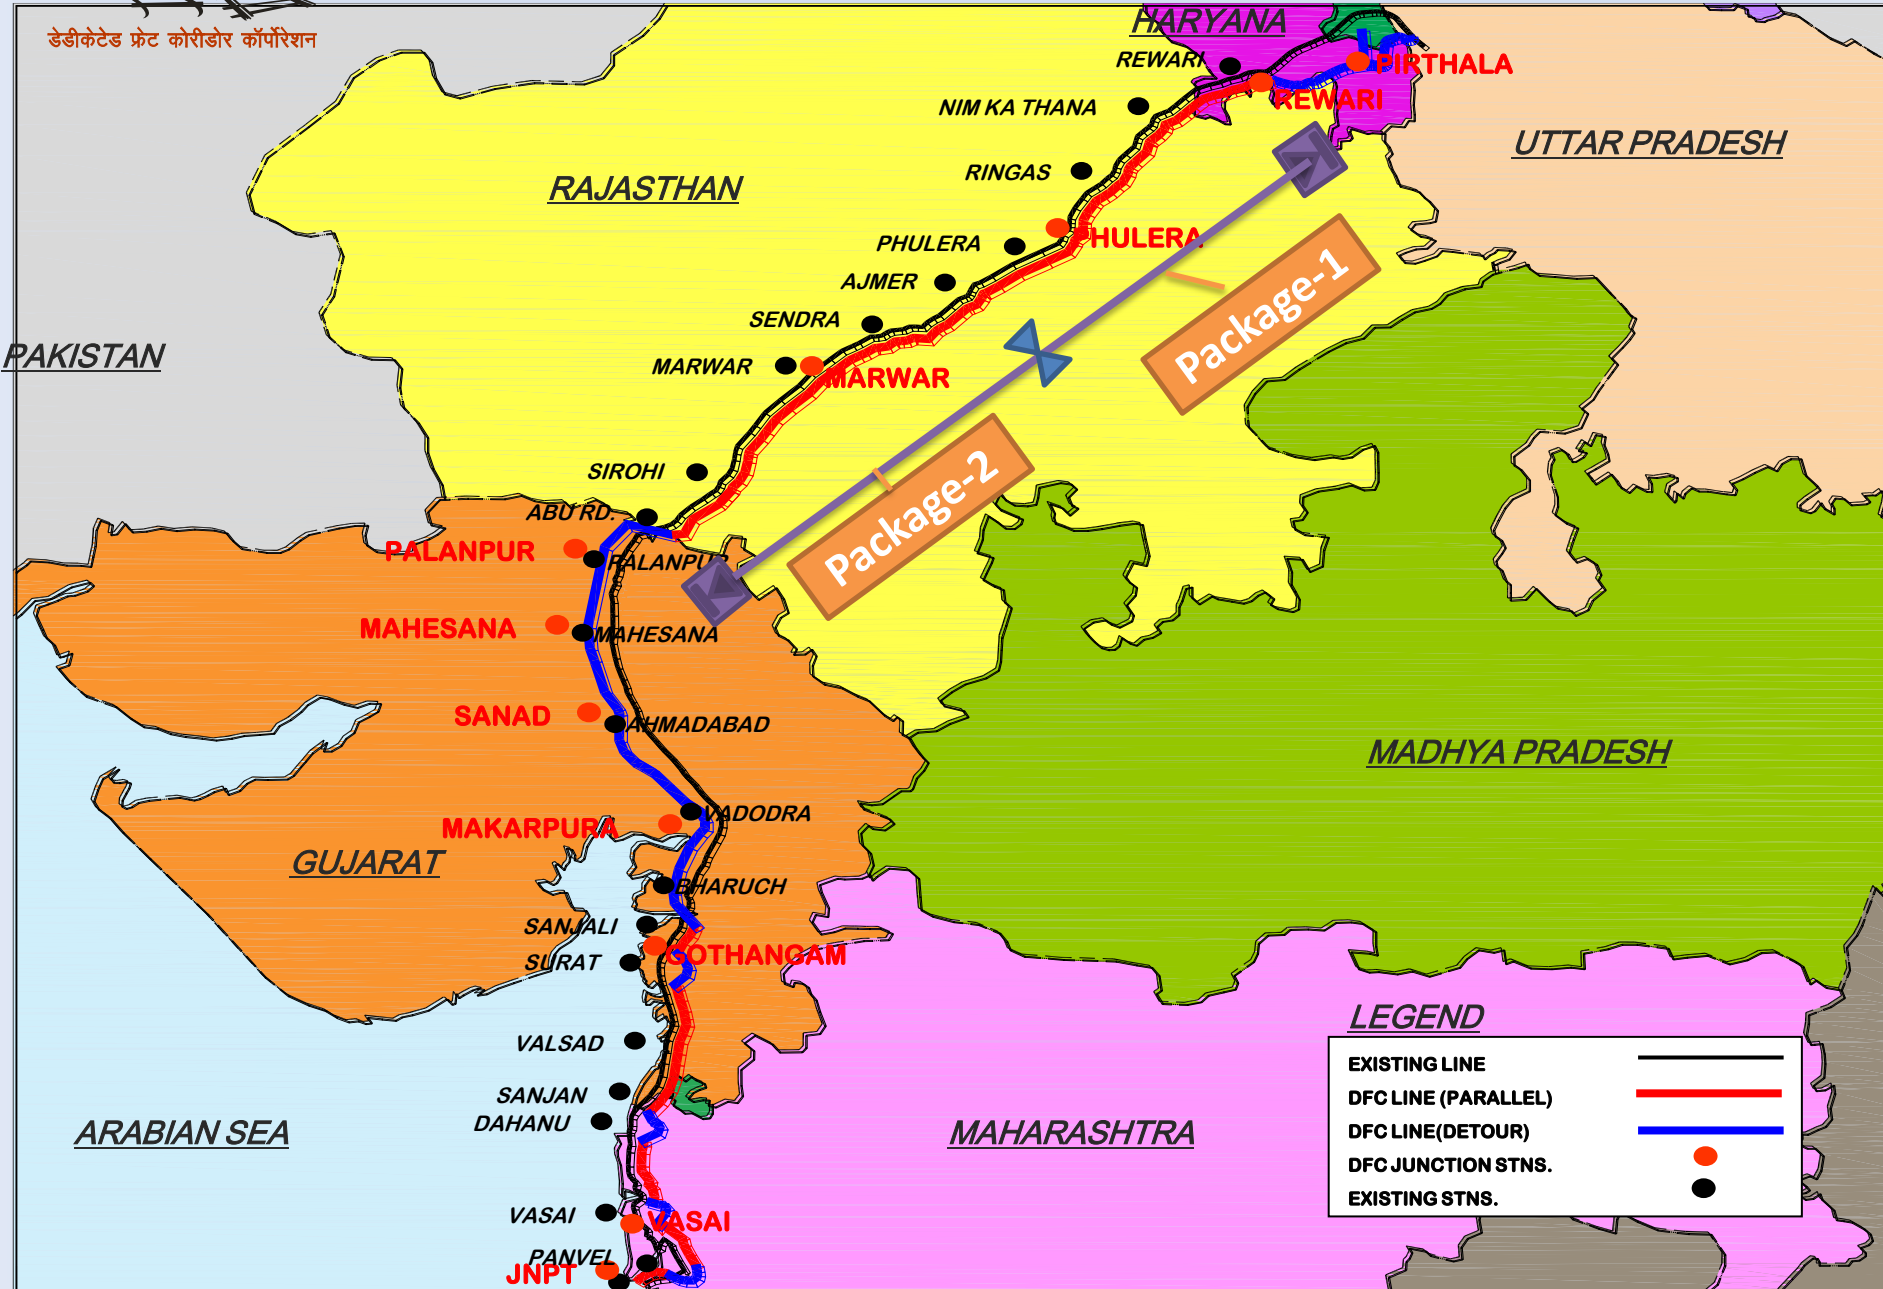 डेडीकेटेड फ्रेट कोरीडोर कॉर्पोरेशन
HARYANA
REWARI
PIRTHALA
REWARI
NIM KA THANA
UTTAR PRADESH
RINGAS
RAJASTHAN
PHULERA
HULERA
AJMER
Package-1
SENDRA
PAKISTAN
MARWAR
MARWAR
SIROHI
Package-2
ABU RD.
PALANPUR
PALANPUR
MAHESANA
MAHESANA
SANAD
AHMADABAD
MADHYA PRADESH
VADODRA
MAKARPURA
GUJARAT
BHARUCH
SANJALI
GOTHANGAM
SURAT
VALSAD
SANJAN
DAHANU
ARABIAN SEA
MAHARASHTRA
VASAI
VASAI
PANVEL
JNPT
LEGEND
EXISTING LINE
DFC LINE (PARALLEL)
DFC LINE(DETOUR)
DFC JUNCTION STNS.
EXISTING STNS.